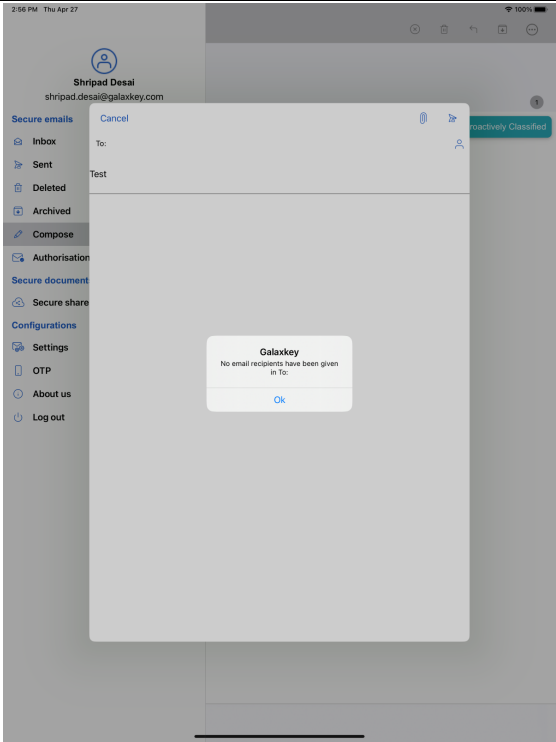 2:56 PM Thu Apr 27
100%
Shripad Desai
shripad.desai@galaxkey.com
1
Secure emails
Cancel
roactively Classified
Inbox
To:
Sent
Test
Deleted
Archived
Compose
Authorisation
Secure document
Secure share
Configurations
Settings
OTP
About us
Log out
Galaxkey
No email recipients have been given
in To:
Ok